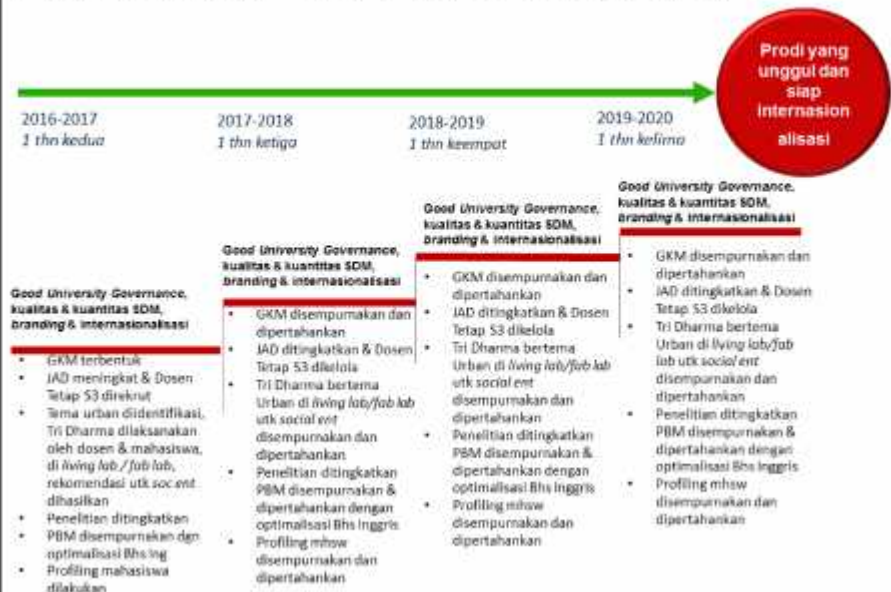 Prodi yang
unggul dan
siap
internasion
alisasi
2016-2017
1 thn kedua
2017-2018
1 thn ketiga
2018-2019
1 thn keempat
2019-2020
1 thn kelima
Good University Governance,
kualitas & kuantitas SDM,
branding & internasionalisasi
• GKM terbentuk
• JAD meningkat & Dosen
Tetap S3 direkrut
• Tema urban diidentifikasi,
Tri Dharma dilaksanakan
oleh dosen & mahasiswa,
di living lab / fab lab,
rekomendasi utk soc ent
dihasilkan
• Penelitian ditingkatkan
• PBM disempurnakan dgn
optimalisasi Bhs Ing
• Profiling mahasiswa
dilakukan
Good University Governance,
kualitas & kuantitas SDM,
branding & internasionalisasi
• GKM disempurnakan dan
dipertahankan
• JAD ditingkatkan & Dosen
Tetap S3 dikelola
• Tri Dharma bertema
Urban di living lab/fab lab
utk social ent
disempurnakan dan
dipertahankan
• Penelitian ditingkatkan
PBM disempurnakan &
dipertahankan dengan
optimalisasi Bhs Inggris
• Profiling mhsw
disempurnakan dan
dipertahankan
Good University Governance,
kualitas & kuantitas SDM,
branding & internasionalisasi
• GKM disempurnakan dan
dipertahankan
• JAD ditingkatkan & Dosen
Tetap S3 dikelola
• Tri Dharma bertema
Urban di living lab/fab lab
utk social ent
disempurnakan dan
dipertahankan
• Penelitian ditingkatkan
PBM disempurnakan &
dipertahankan dengan
optimalisasi Bhs Inggris
• Profiling mhsw
disempurnakan dan
dipertahankan
Good University Governance,
kualitas & kuantitas SDM,
branding & internasionalisasi
• GKM disempurnakan dan
dipertahankan
• JAD ditingkatkan & Dosen
Tetap S3 dikelola
• Tri Dharma bertema
Urban di living lab/fab
lab utk social ent
disempurnakan dan
dipertahankan
• Penelitian ditingkatkan
PBM disempurnakan &
dipertahankan dengan
optimalisasi Bhs Inggris
• Profiling mhsw
disempurnakan dan
dipertahankan